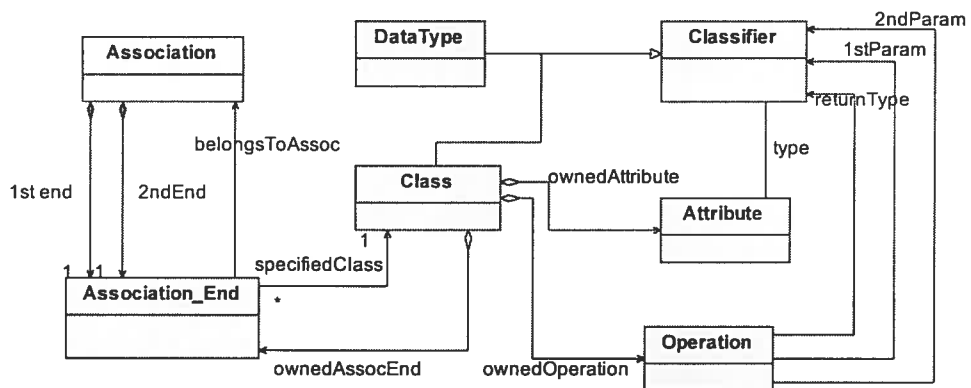 2ndParam
DataType
Classifier
Association
1stParam
returnType
belongsToAssoc
type
Class
ownedAttribute
1st end
2ndEnd
Attribute
1
specifiedClass
1
1
Association_End
*
Operation
ownedAssocEnd
ownedOperation